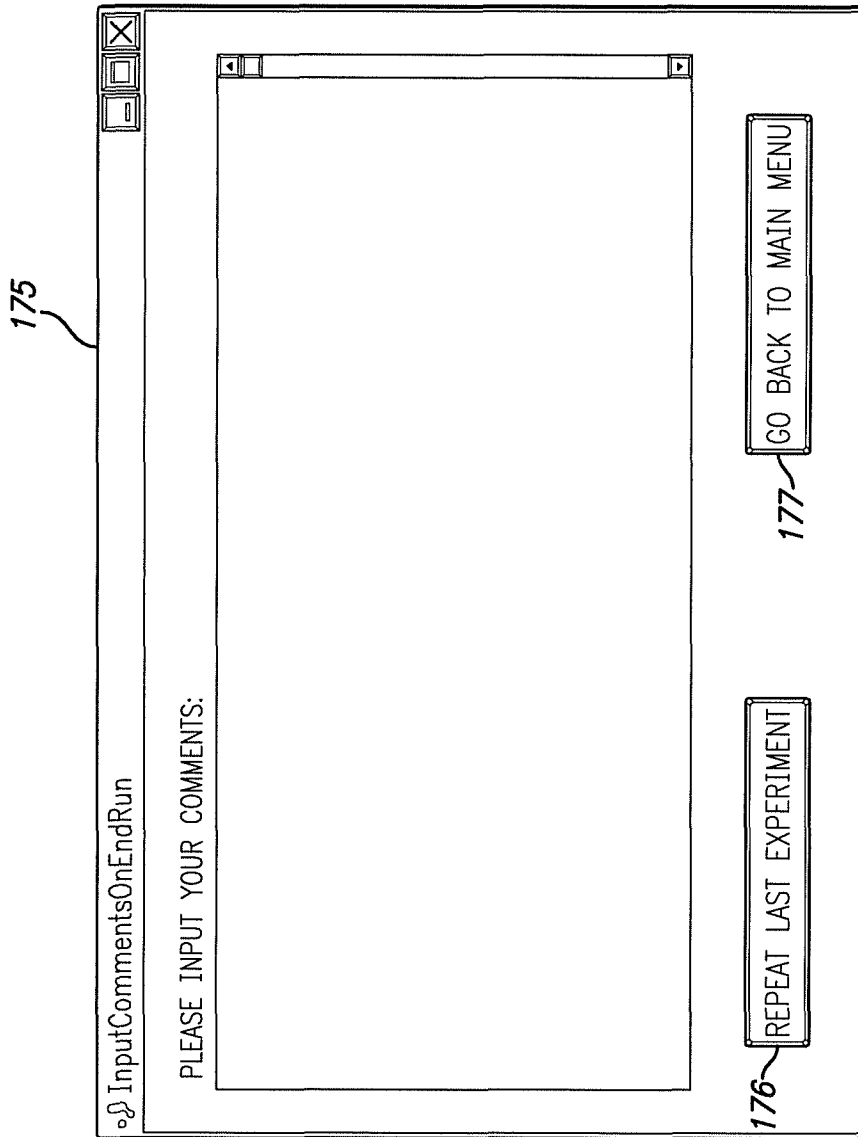 175
InputCommentsOnEndRun
PLEASE INPUT YOUR COMMENTS:
176 REPEAT LAST EXPERIMENT
177 GO BACK TO MAIN MENU